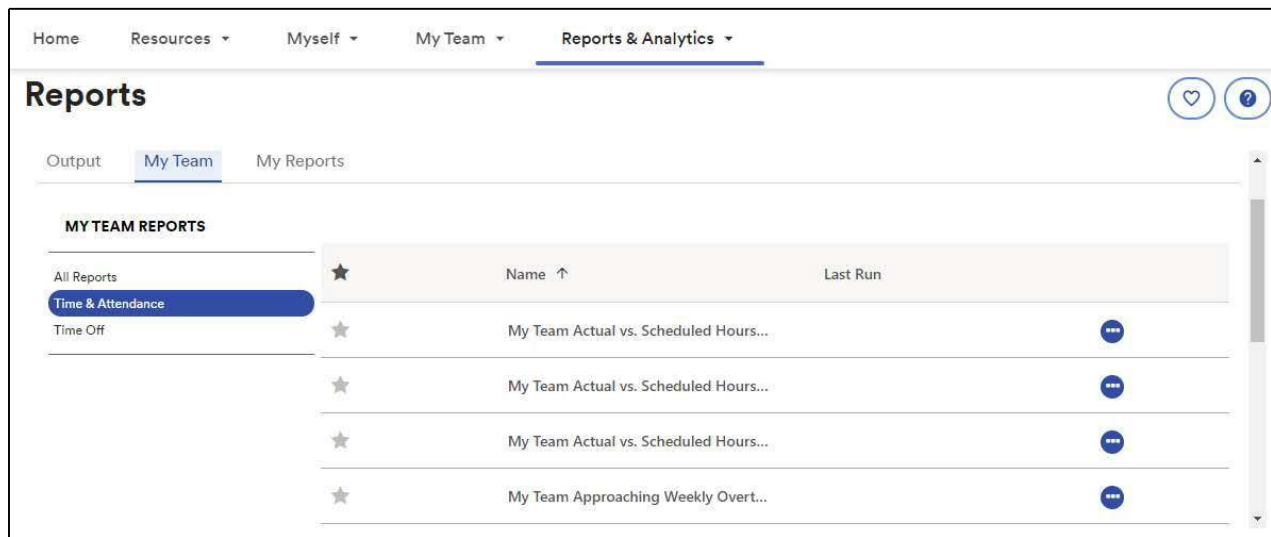 Home Resources Myself My Team Reports & Analytics
Reports
Output My Team My Reports
MY TEAM REPORTS
All Reports
Time & Attendance
Time Off
Name ↑ Last Run
My Team Actual vs. Scheduled Hours...
My Team Actual vs. Scheduled Hours...
My Team Actual vs. Scheduled Hours...
My Team Approaching Weekly Overt...